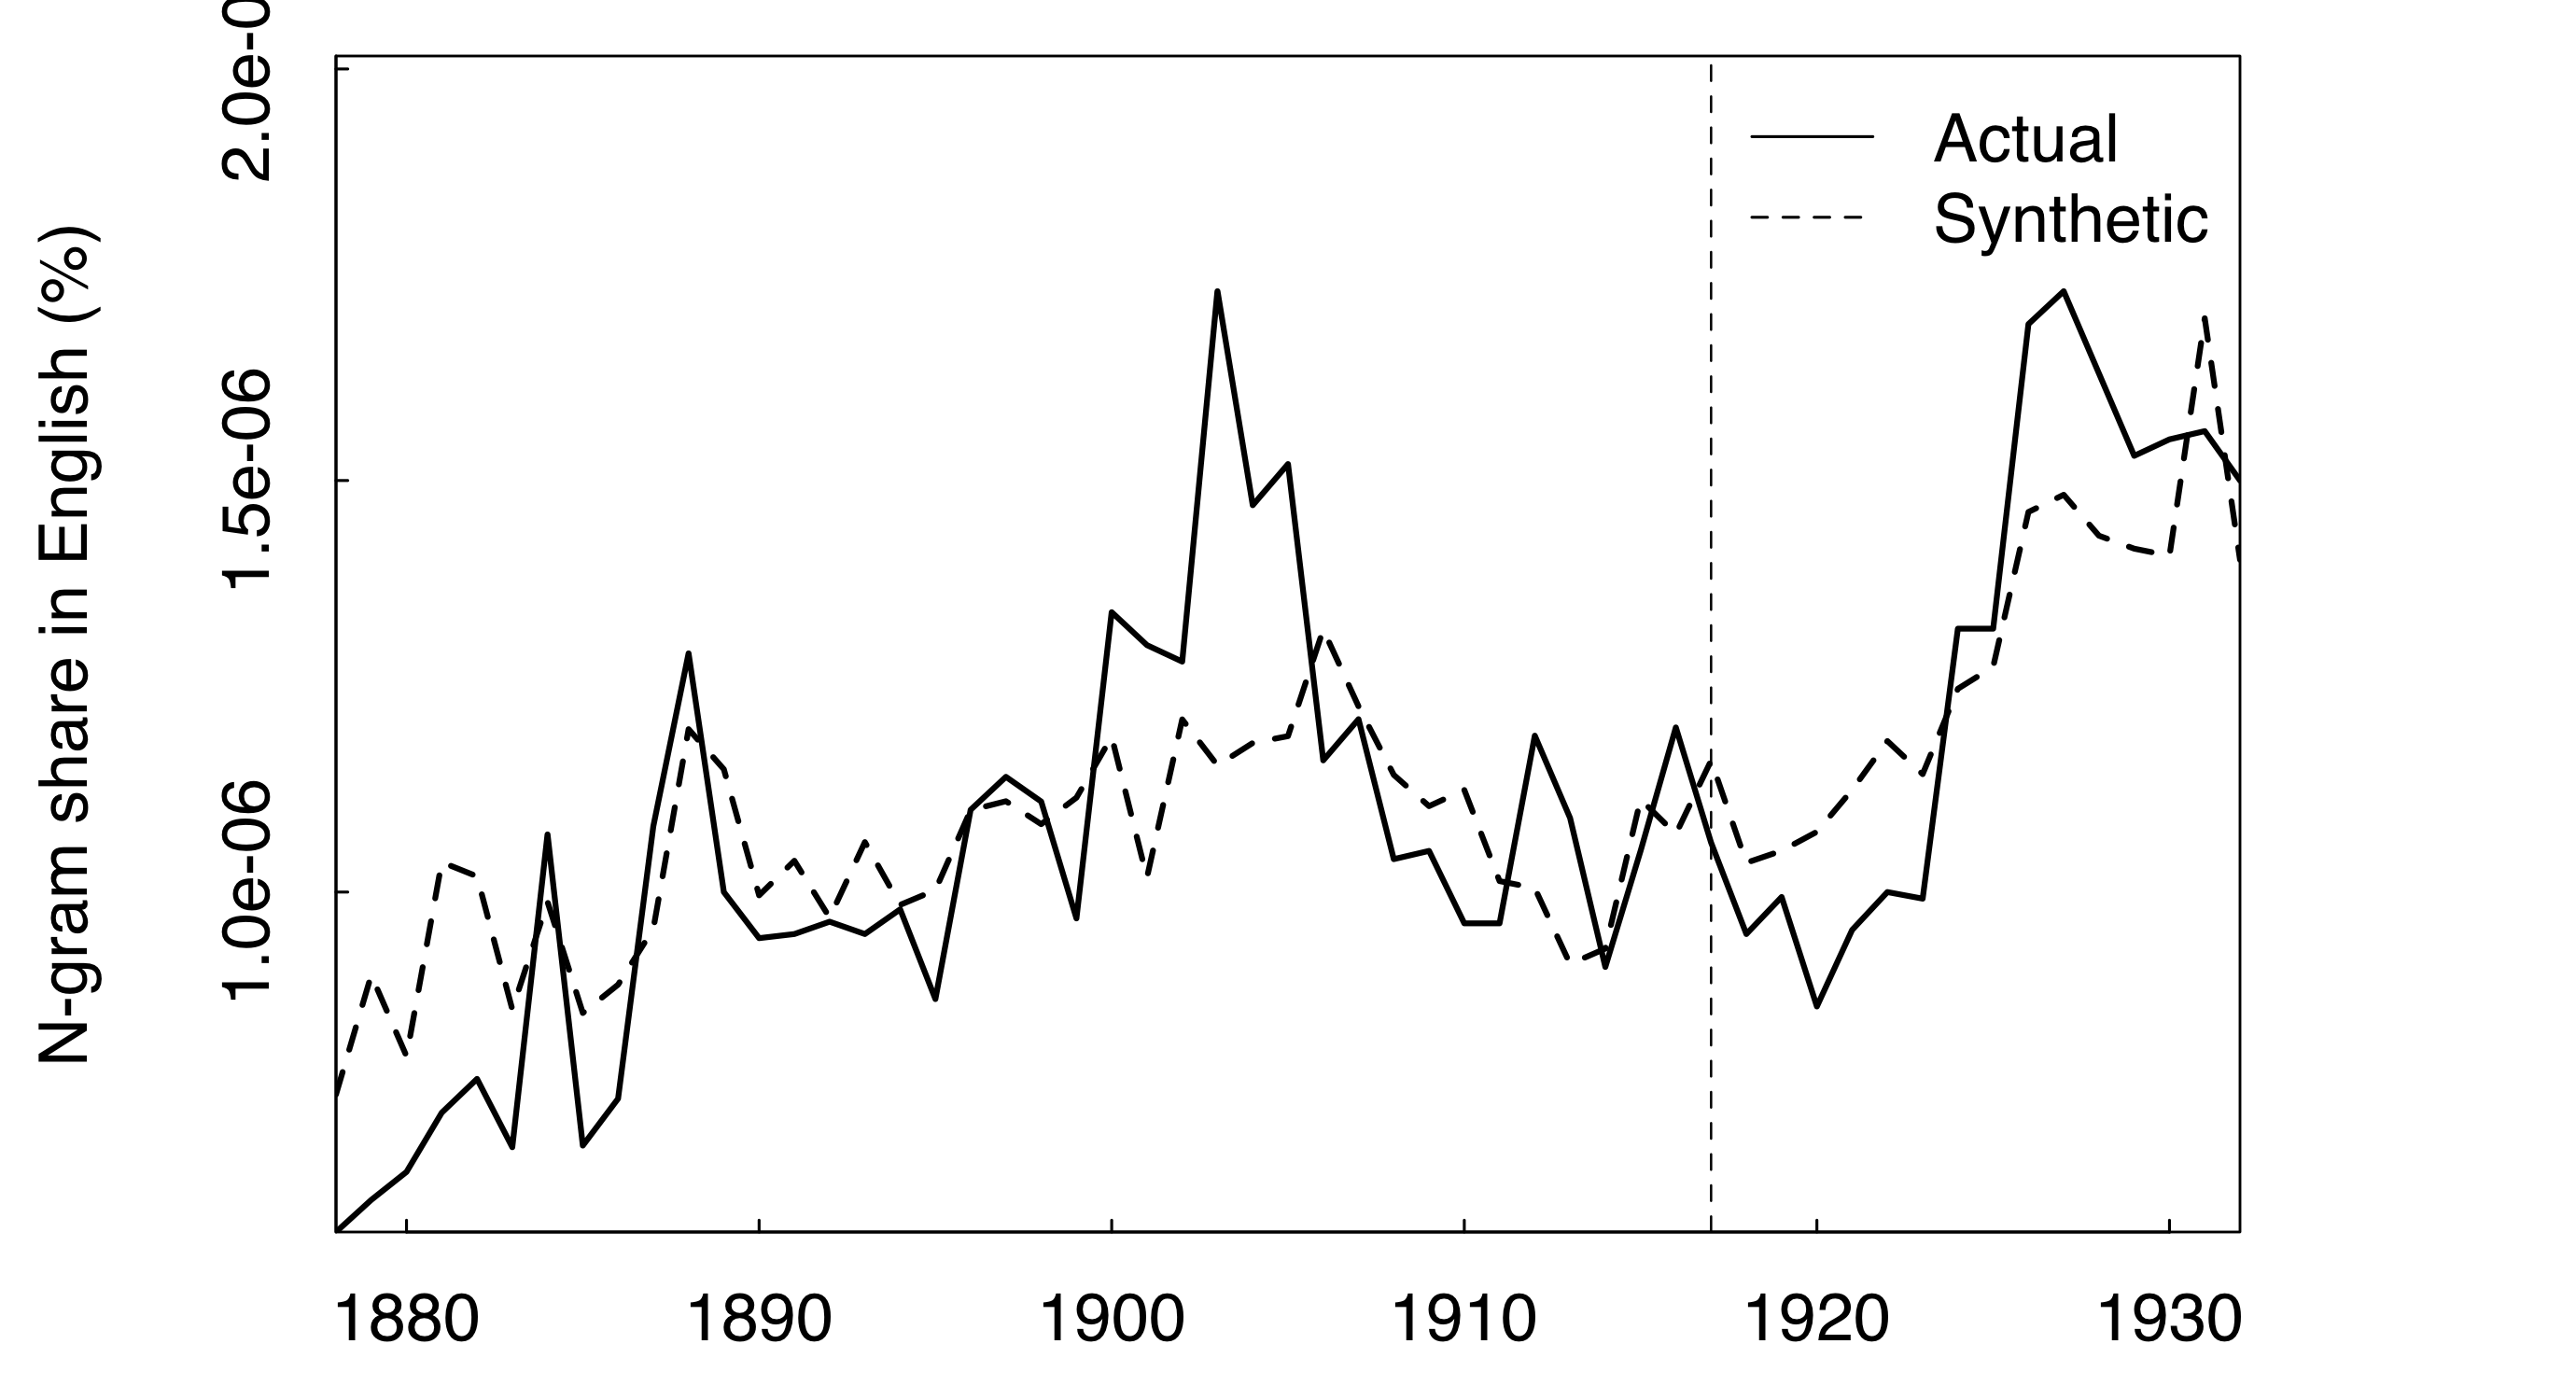 N-gram share in English (%)
2.0e-0
1.5e-06
1.0e-06
Actual
Synthetic
1880 1890 1900 1910 1920 1930